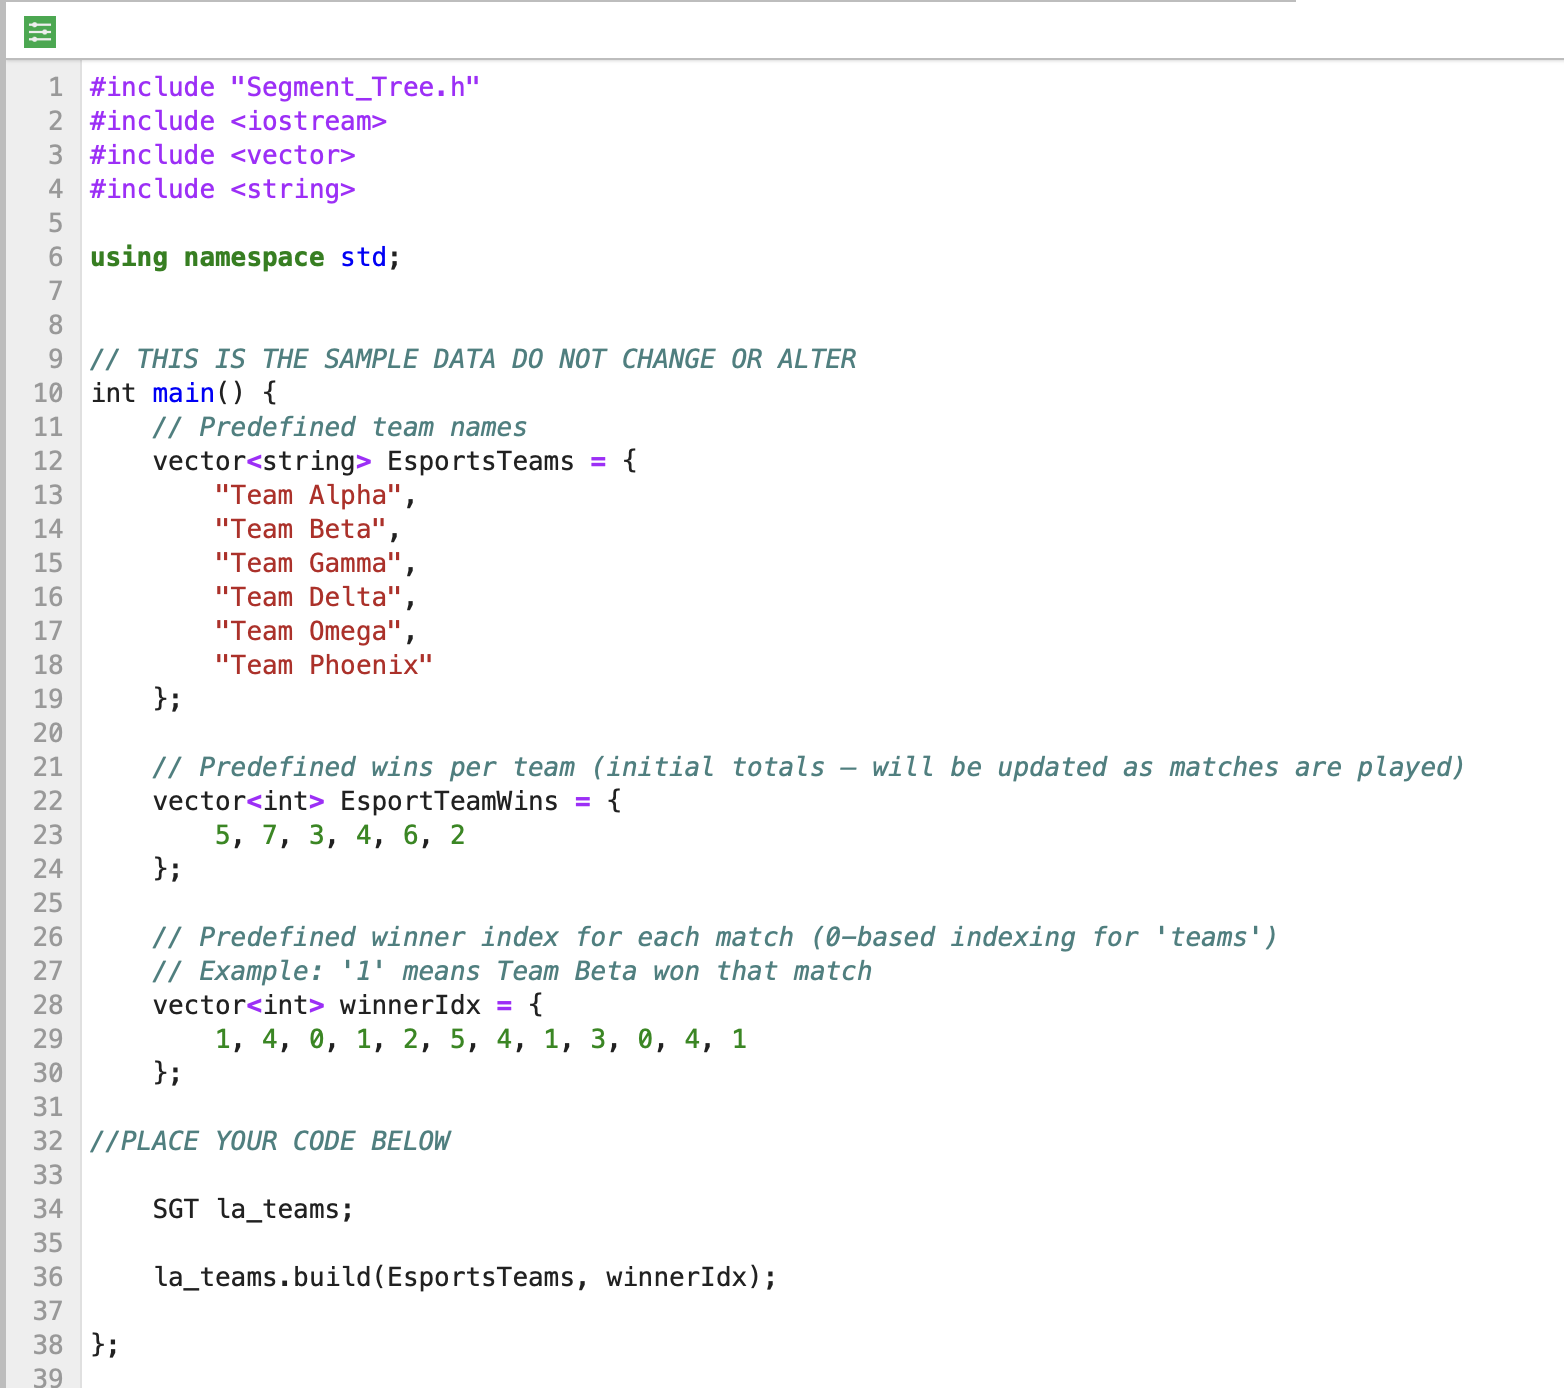 1 #include "Segment_Tree.h"
2 #include <iostream>
3 #include <vector>
4 #include <string>
5
6 using namespace std;
7
8
9 // THIS IS THE SAMPLE DATA DO NOT CHANGE OR ALTER
10 int main() {
11     // Predefined team names
12     vector<string> EsportsTeams = {
13         "Team Alpha",
14         "Team Beta",
15         "Team Gamma",
16         "Team Delta",
17         "Team Omega",
18         "Team Phoenix"
19     };
20
21     // Predefined wins per team (initial totals – will be updated as matches are played)
22     vector<int> EsportTeamWins = {
23         5, 7, 3, 4, 6, 2
24     };
25
26     // Predefined winner index for each match (0–based indexing for 'teams')
27     // Example: '1' means Team Beta won that match
28     vector<int> winnerIdx = {
29         1, 4, 0, 1, 2, 5, 4, 1, 3, 0, 4, 1
30     };
31
32 //PLACE YOUR CODE BELOW
33
34     SGT la_teams;
35
36     la_teams.build(EsportsTeams, winnerIdx);
37
38 };
39